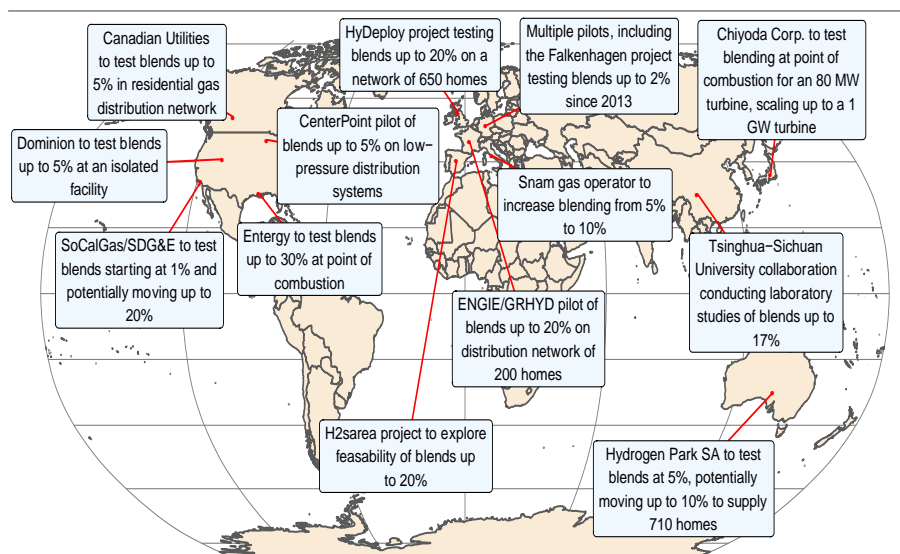 Canadian Utilities
to test blends up to
5% in residential gas
distribution network
HyDeploy project testing
blends up to 20% on a
network of 650 homes
Multiple pilots, including
the Falkenhagen project
testing blends up to 2%
since 2013
Chiyoda Corp. to test
blending at point of
combustion for an 80 MW
turbine, scaling up to a 1
GW turbine
Dominion to test blends
up to 5% at an isolated
facility
CenterPoint pilot of
blends up to 5% on low−
pressure distribution
systems
Snam gas operator to
increase blending from 5%
to 10%
SoCalGas/SDG&E to test
blends starting at 1% and
potentially moving up to
20%
Entergy to test blends
up to 30% at point of
combustion
Tsinghua−Sichuan
University collaboration
conducting laboratory
studies of blends up to
17%
ENGIE/GRHYD pilot of
blends up to 20% on
distribution network of
200 homes
H2sarea project to explore
feasability of blends up
to 20%
Hydrogen Park SA to test
blends at 5%, potentially
moving up to 10% to supply
710 homes